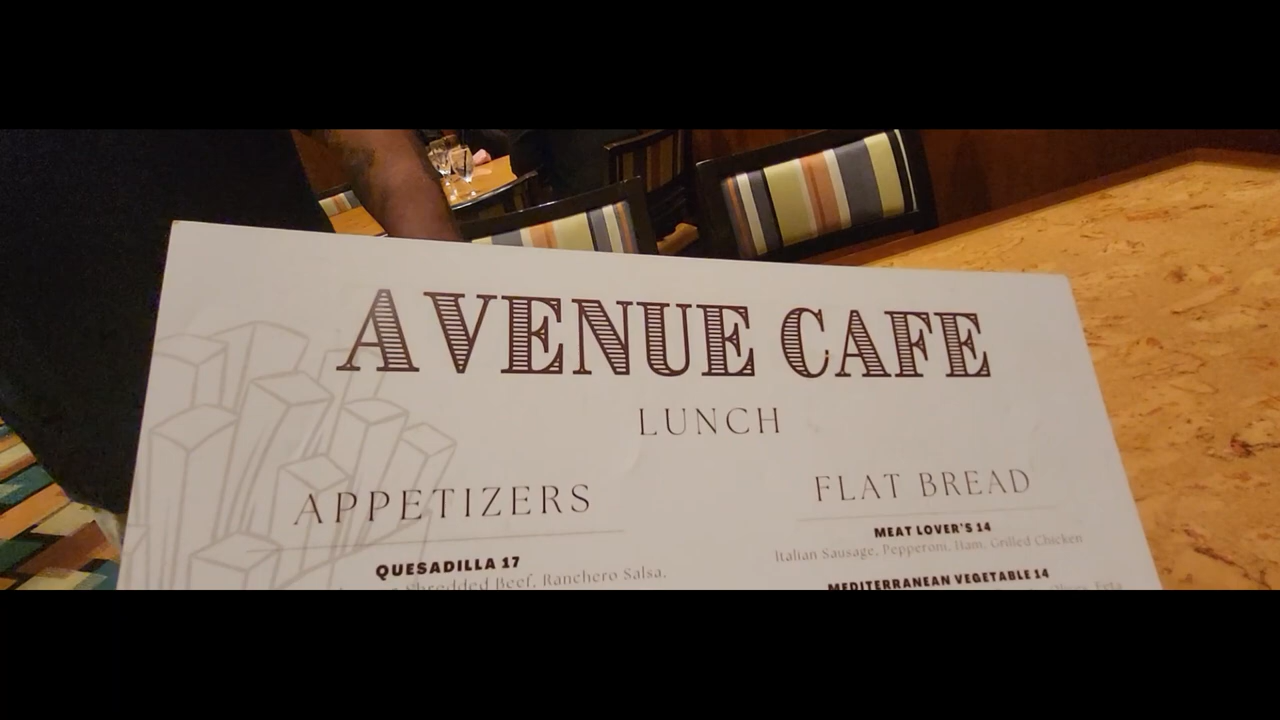 AVENUE CAFE
LUNCH
APPETIZERS
QUESADILLA 17
Shredded Beef, Ranchero Salsa.
FLAT BREAD
MEAT LOVER'S 14
Italian Sausage, Pepperoni, Ham, Grilled Chicken
MEDITERRANEAN VEGETABLE 14